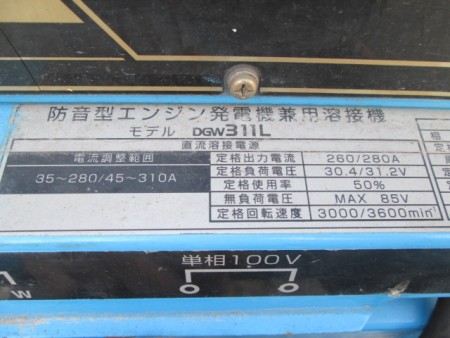 防音型エンジン発電機兼用溶接機
モデル DGW311L
直流溶接電源
電流調整範囲
35~280/45~310A
定格出力電流 260/280A
定格負荷電圧 30.4/31.2V
定格使用率 50%
無負荷電圧 MAX 85V
定格回転速度 3000/3600min⁻¹
単相100V
W